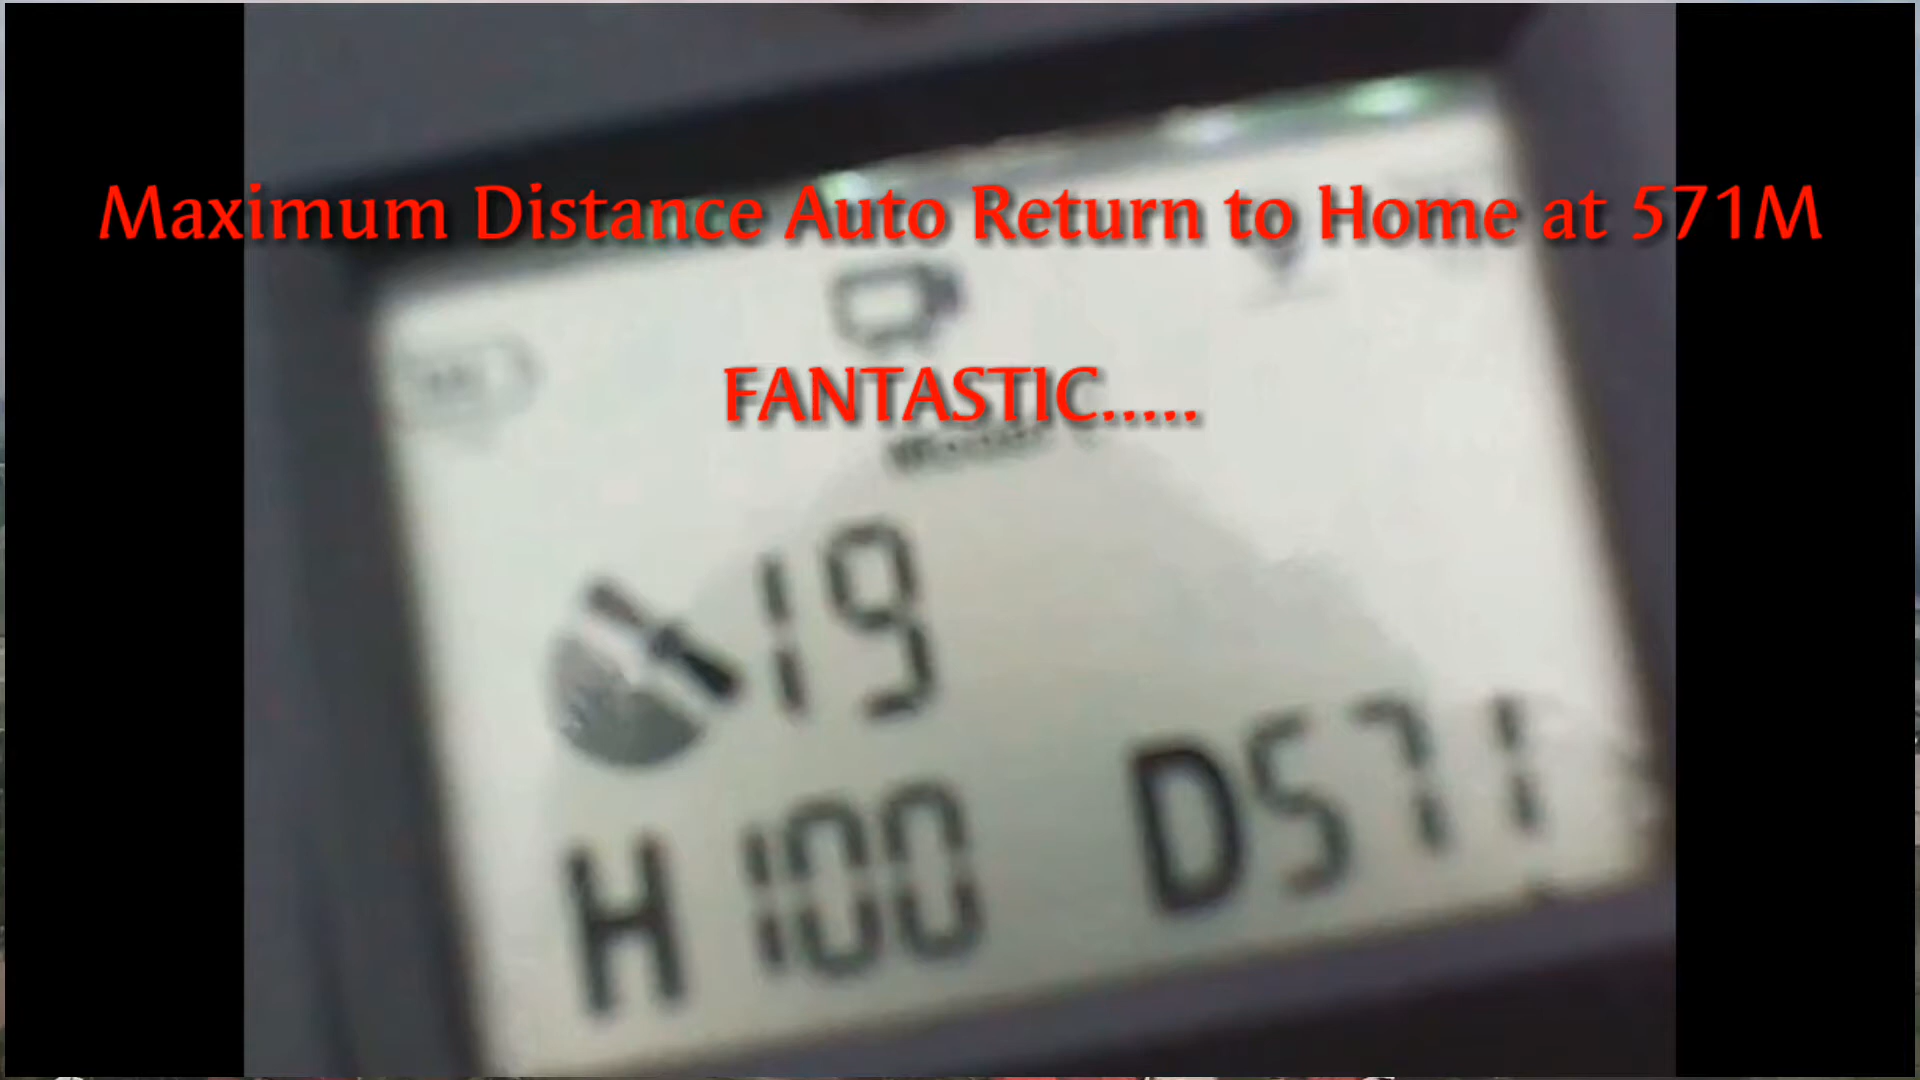 Maximum Distance Auto Return to Home at 571M
FANTASTIC.....
19
H 100 D571